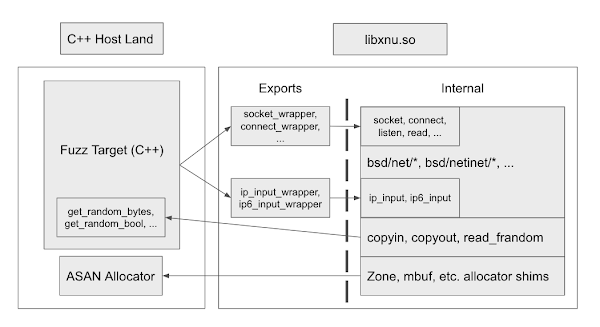 C++ Host Land
libxnu.so
Exports
Internal
Fuzz Target (C++)
get_random_bytes,
get_random_bool, ...
ASAN Allocator
socket_wrapper,
connect_wrapper,
...
ip_input_wrapper,
ip6_input_wrapper
socket, connect,
listen, read, ...
bsd/net/*, bsd/netinet/*, ...
ip_input, ip6_input
copyin, copyout, read_frandom
Zone, mbuf, etc. allocator shims